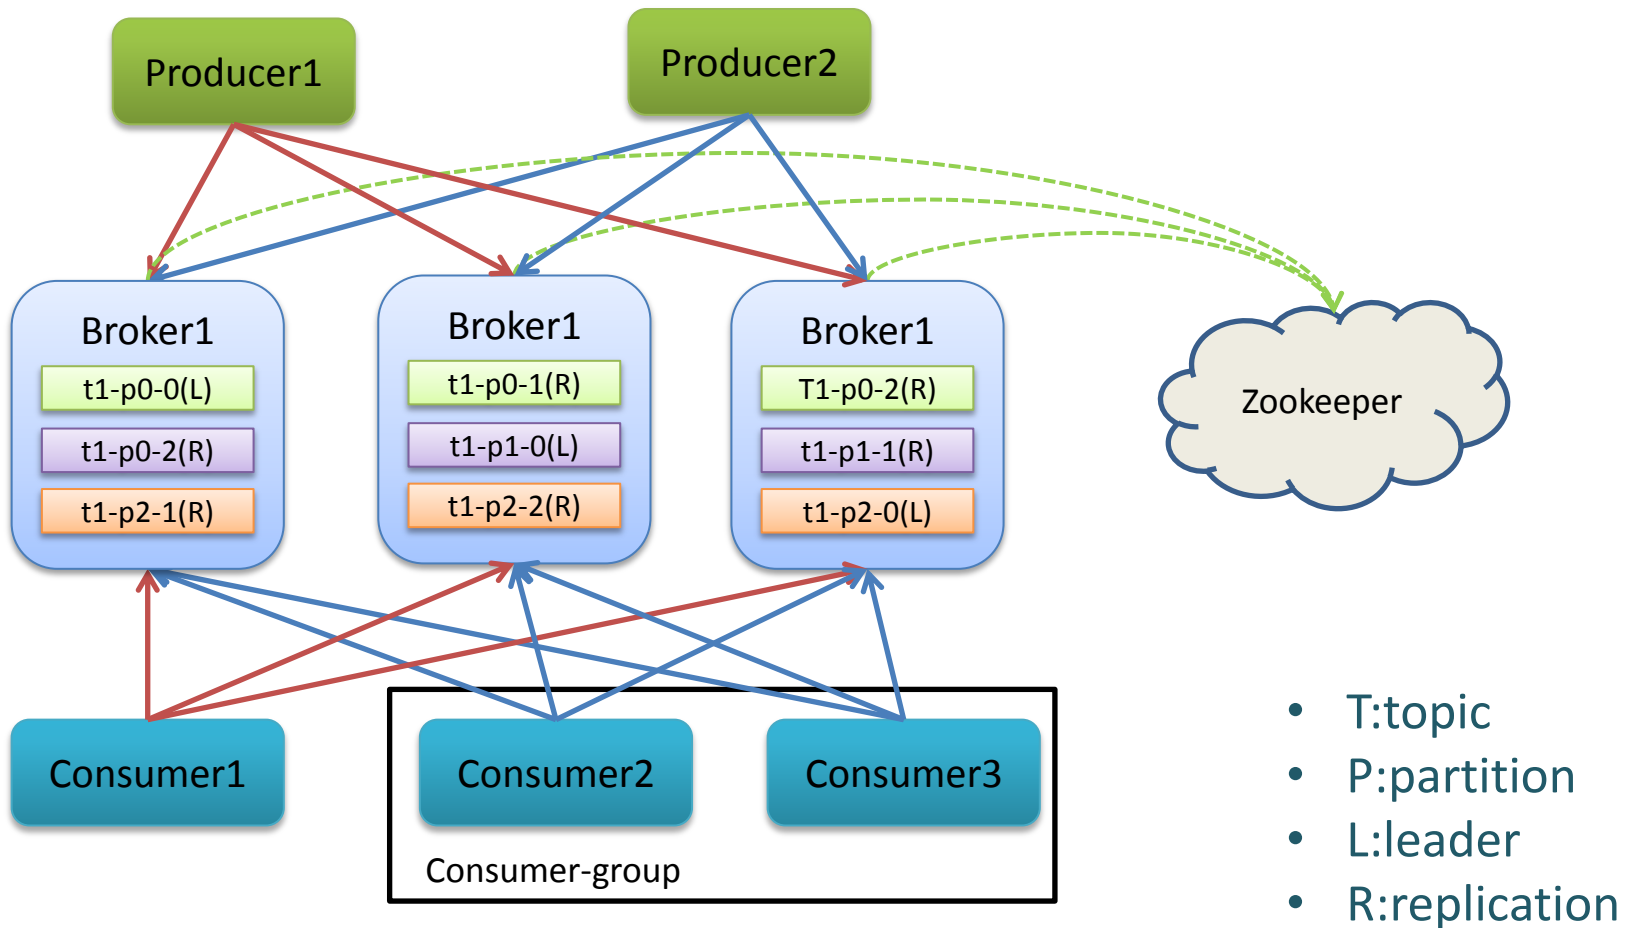 Producer1
Producer2
Broker1
t1-p0-0(L)
t1-p0-2(R)
t1-p2-1(R)
Broker1
t1-p0-1(R)
t1-p1-0(L)
t1-p2-2(R)
Broker1
T1-p0-2(R)
t1-p1-1(R)
t1-p2-0(L)
Zookeeper
Consumer1
Consumer2
Consumer3
Consumer-group
• T:topic
• P:partition
• L:leader
• R:replication